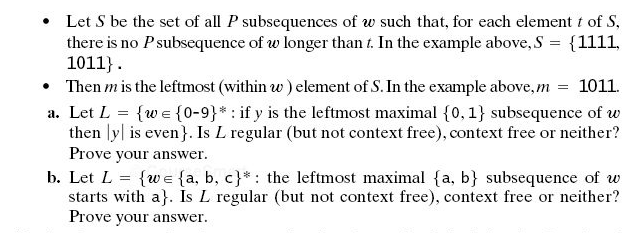 • Let S be the set of all P subsequences of w such that, for each element t of S,
there is no P subsequence of w longer than t. In the example above, S = {1111,
1011}.
• Then m is the leftmost (within w) element of S. In the example above, m = 1011.
a. Let L = {w ∈ {0-9}* : if y is the leftmost maximal {0, 1} subsequence of w
then |y| is even}. Is L regular (but not context free), context free or neither?
Prove your answer.
b. Let L = {w ∈ {a, b, c}* : the leftmost maximal {a, b} subsequence of w
starts with a}. Is L regular (but not context free), context free or neither?
Prove your answer.